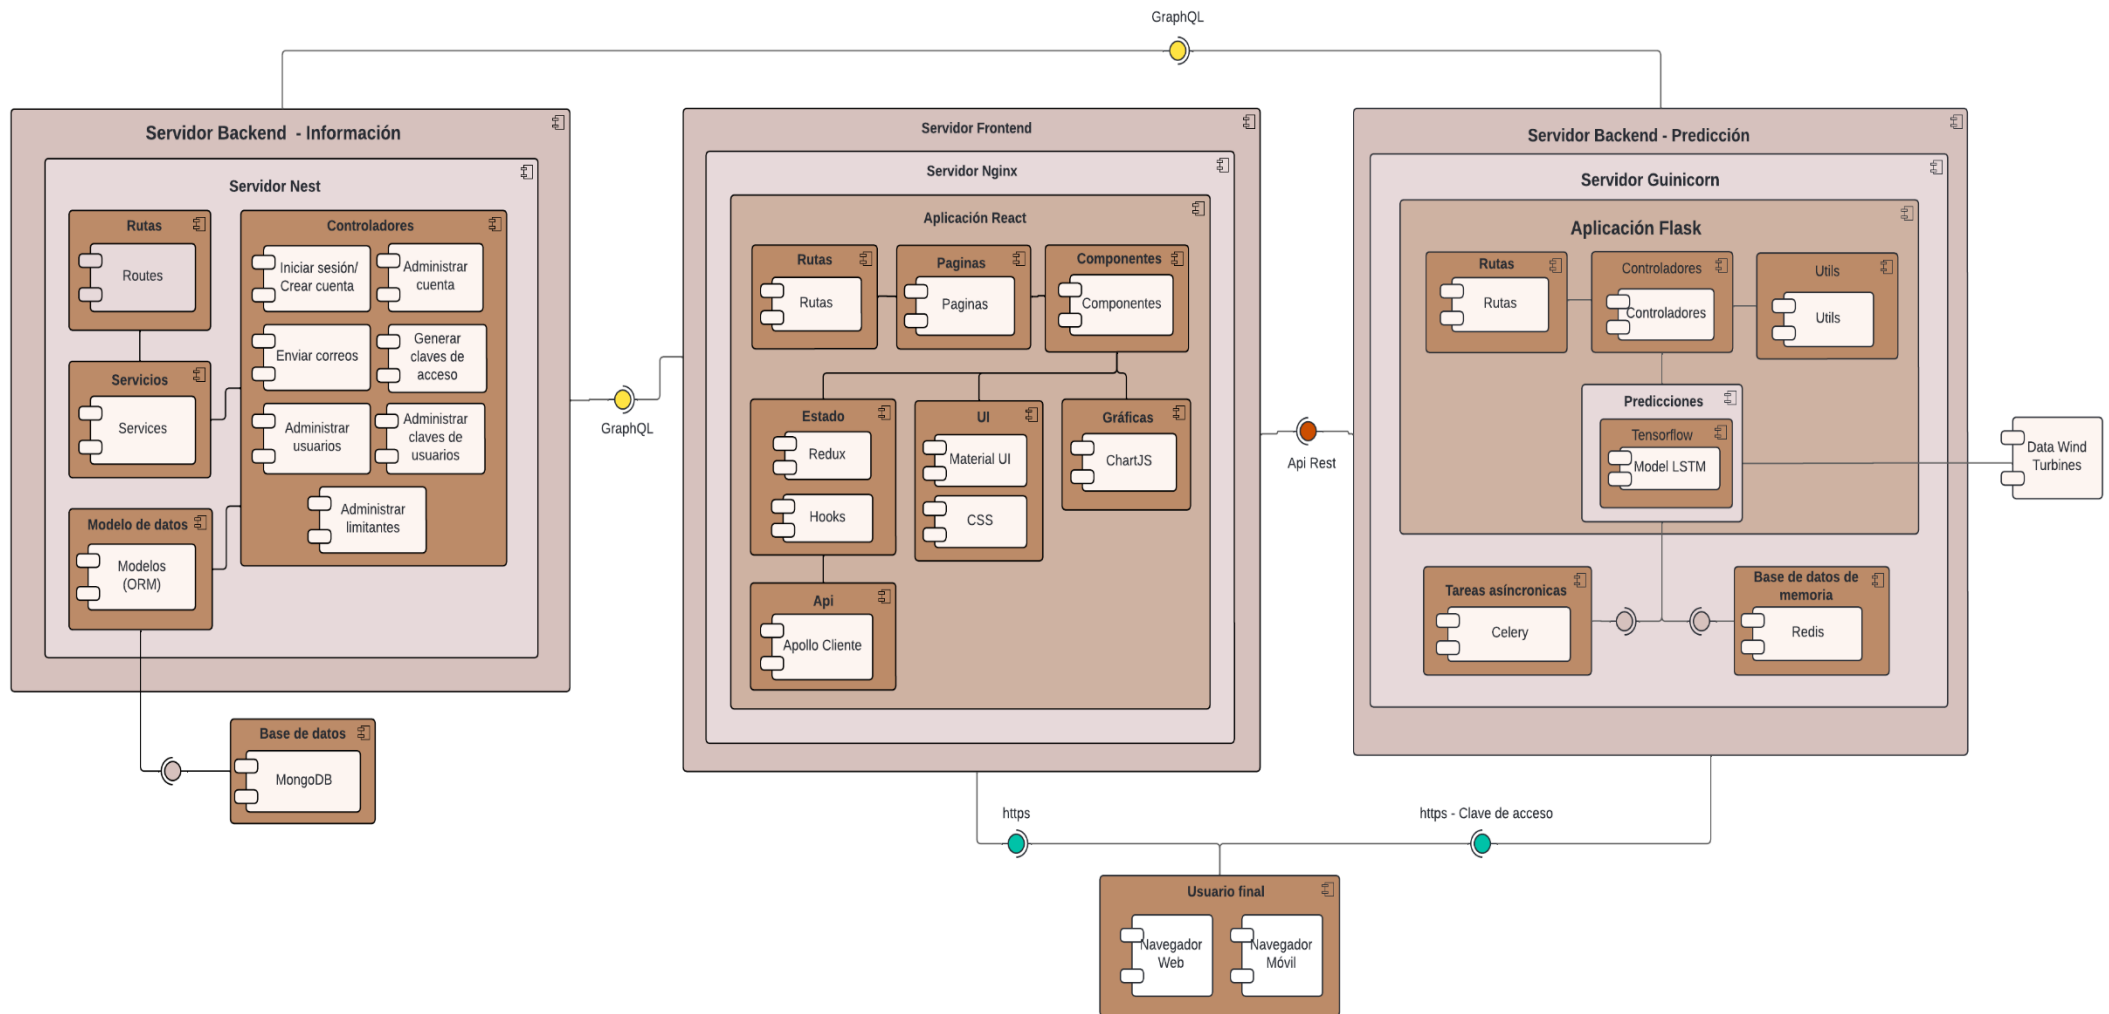 GraphQL
Servidor Backend - Información
Servidor Nest
Rutas
Routes
Servicios
Services
Modelo de datos
Modelos
(ORM)
Controladores
Iniciar sesión/
Crear cuenta
Administrar
cuenta
Enviar correos
Generar
claves de
acceso
Administrar
usuarios
Administrar
claves de
usuarios
Administrar
limitantes
Base de datos
MongoDB
GraphQL
Servidor Frontend
Servidor Nginx
Aplicación React
Rutas
Rutas
Paginas
Paginas
Componentes
Componentes
Estado
Redux
Hooks
UI
Material UI
CSS
Gráficas
ChartJS
Api
Apollo Cliente
Api Rest
Servidor Backend - Predicción
Servidor Guinicorn
Aplicación Flask
Rutas
Rutas
Controladores
Controladores
Utils
Utils
Predicciones
Tensorflow
Model LSTM
Data Wind
Turbines
Tareas asíncronicas
Celery
Base de datos de
memoria
Redis
https
https - Clave de acceso
Usuario final
Navegador
Web
Navegador
Móvil